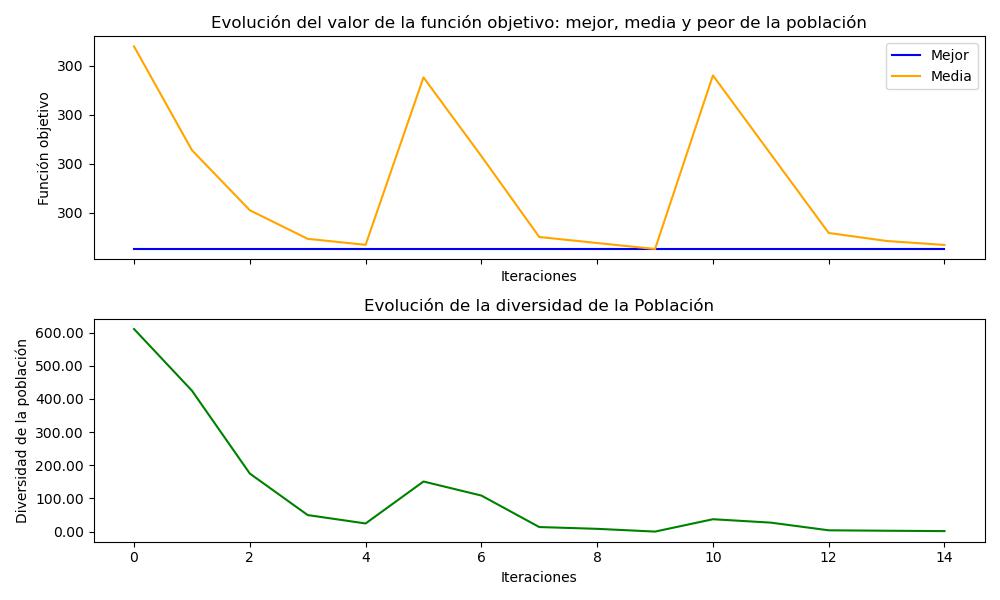 Evolución del valor de la función objetivo: mejor, media y peor de la población
Función objetivo
300
300
300
300
Mejor
Media
Iteraciones
Evolución de la diversidad de la Población
Diversidad de la población
600.00
500.00
400.00
300.00
200.00
100.00
0.00
0 2 4 6 8 10 12 14
Iteraciones